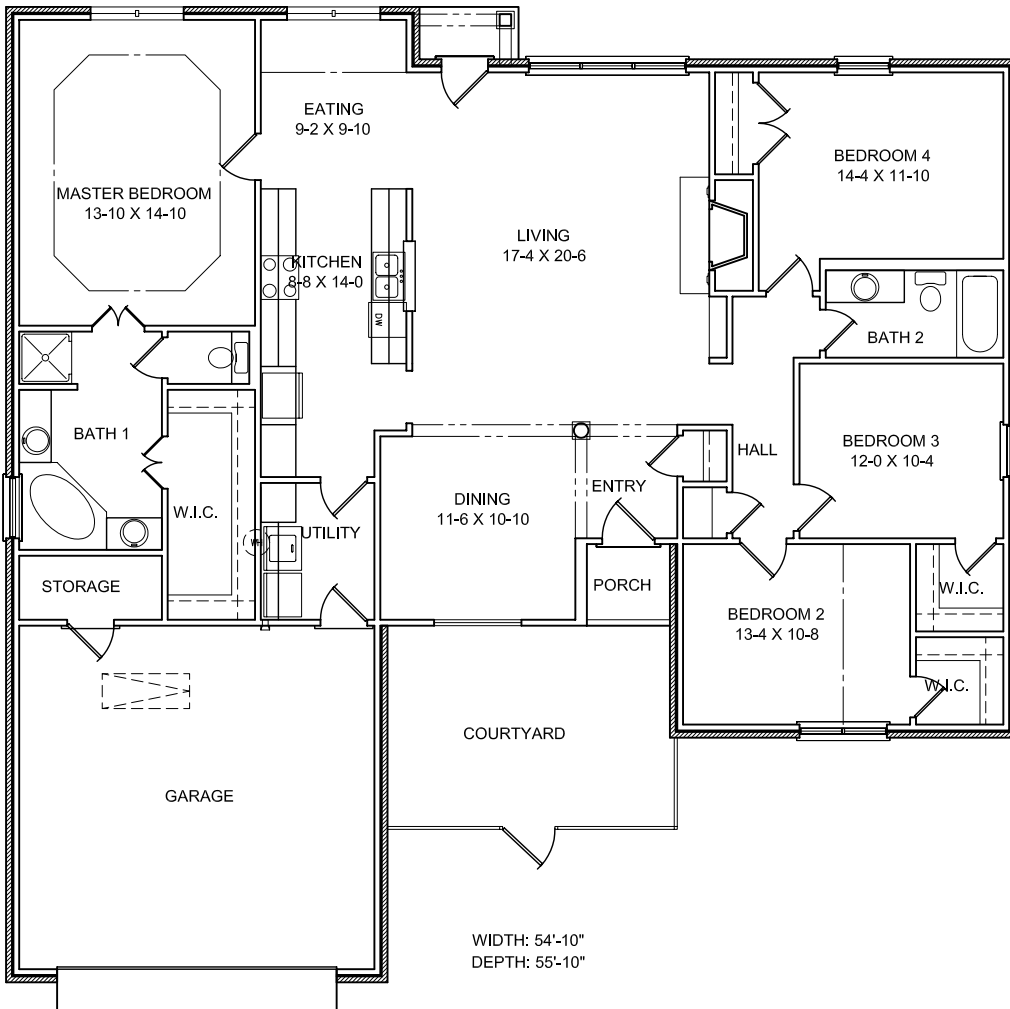 EATING
9-2 X 9-10
MASTER BEDROOM
13-10 X 14-10
BEDROOM 4
14-4 X 11-10
LIVING
17-4 X 20-6
KITCHEN
8-8 X 14-0
DW
BATH 2
BATH 1
BEDROOM 3
12-0 X 10-4
HALL
DINING
11-6 X 10-10
ENTRY
W.I.C.
UTILITY
WH
STORAGE
PORCH
W.I.C.
BEDROOM 2
13-4 X 10-8
W.I.C.
COURTYARD
GARAGE
WIDTH: 54'-10"
DEPTH: 55'-10"